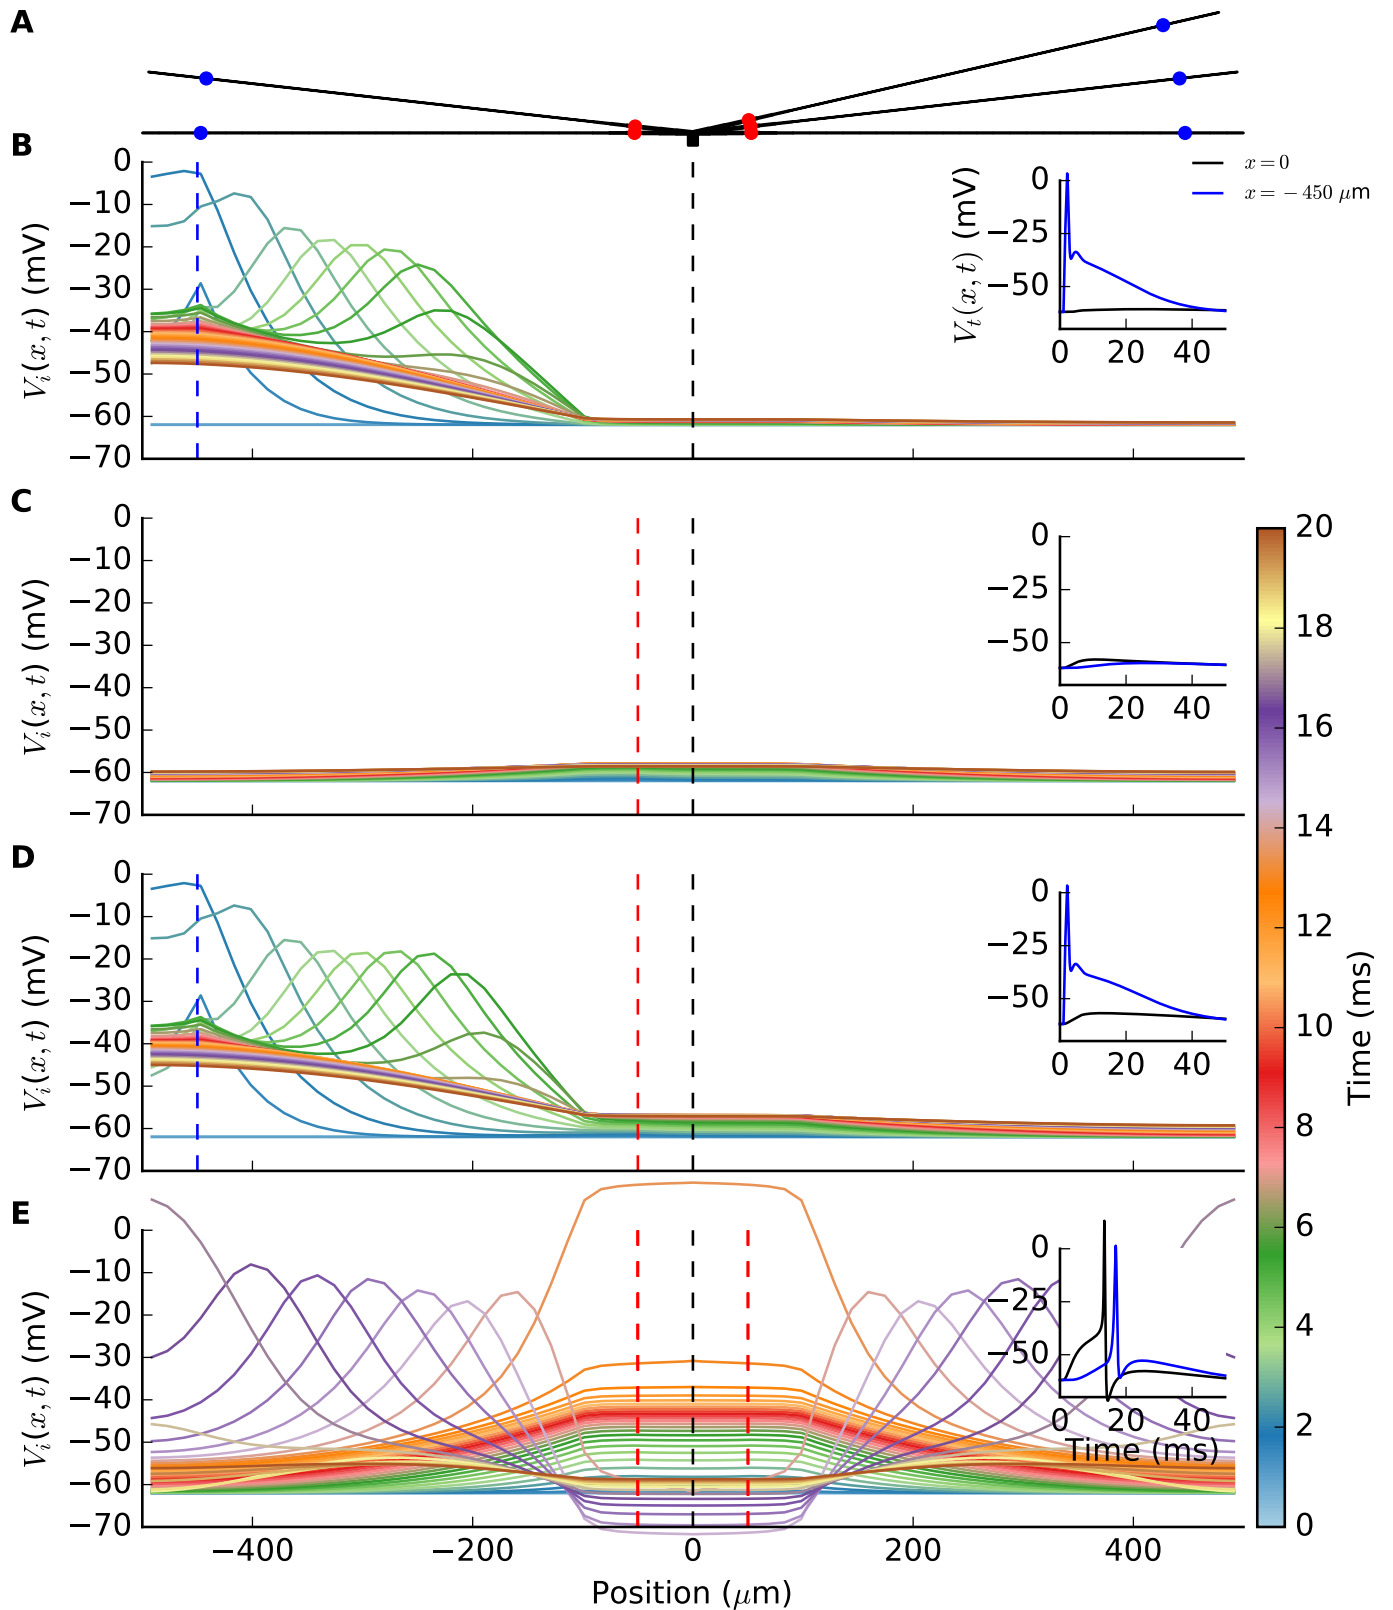 A
B
0
−10
−20
−30
−40
−50
−60
−70
V_i(x, t) (mV)
0
−25
−50
V_t(x, t) (mV)
0 20 40
x = 0
x = −450 μm
C
0
−10
−20
−30
−40
−50
−60
−70
V_i(x, t) (mV)
0
−25
−50
0 20 40
D
0
−10
−20
−30
−40
−50
−60
−70
V_i(x, t) (mV)
0
−25
−50
0 20 40
E
0
−10
−20
−30
−40
−50
−60
−70
V_i(x, t) (mV)
0
−25
−50
0 20 40
Time (ms)
−400 −200 0 200 400
Position (μm)
20
18
16
14
12
10
8
6
4
2
0
Time (ms)